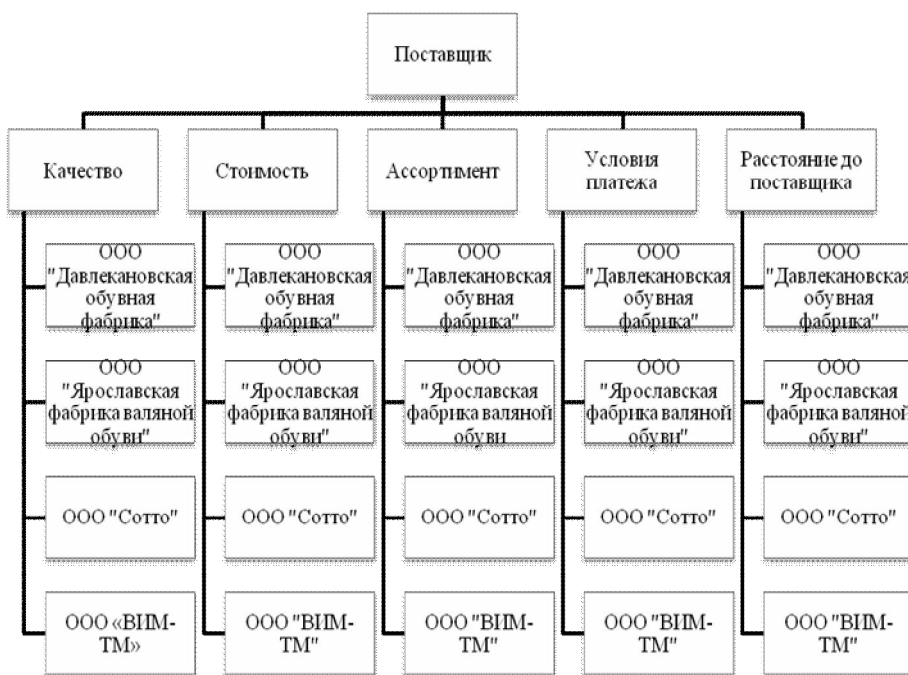 Поставщик
Качество
Стоимость
Ассортимент
Условия
платежа
Расстояние до
поставщика
ООО
"Давлекановская
обувная
фабрика"
ООО
"Давлекановская
обувная
фабрика"
ООО
"Давлекановская
обувная
фабрика"
ООО
"Давлекановская
обувная
фабрика"
ООО
"Давлекановская
обувная
фабрика"
ООО
"Ярославская
фабрика валяной
обуви"
ООО
"Ярославская
фабрика валяной
обуви"
ООО
"Ярославская
фабрика валяной
обуви
ООО
"Ярославская
фабрика валяной
обуви"
ООО
"Ярославская
фабрика валяной
обуви"
ООО "Сотто"
ООО "Сотто"
ООО "Сотто"
ООО "Сотто"
ООО "Сотто"
ООО «ВИМ-
ТМ»
ООО "ВИМ-
ТМ"
ООО "ВИМ-
ТМ"
ООО "ВИМ-
ТМ"
ООО "ВИМ-
ТМ"